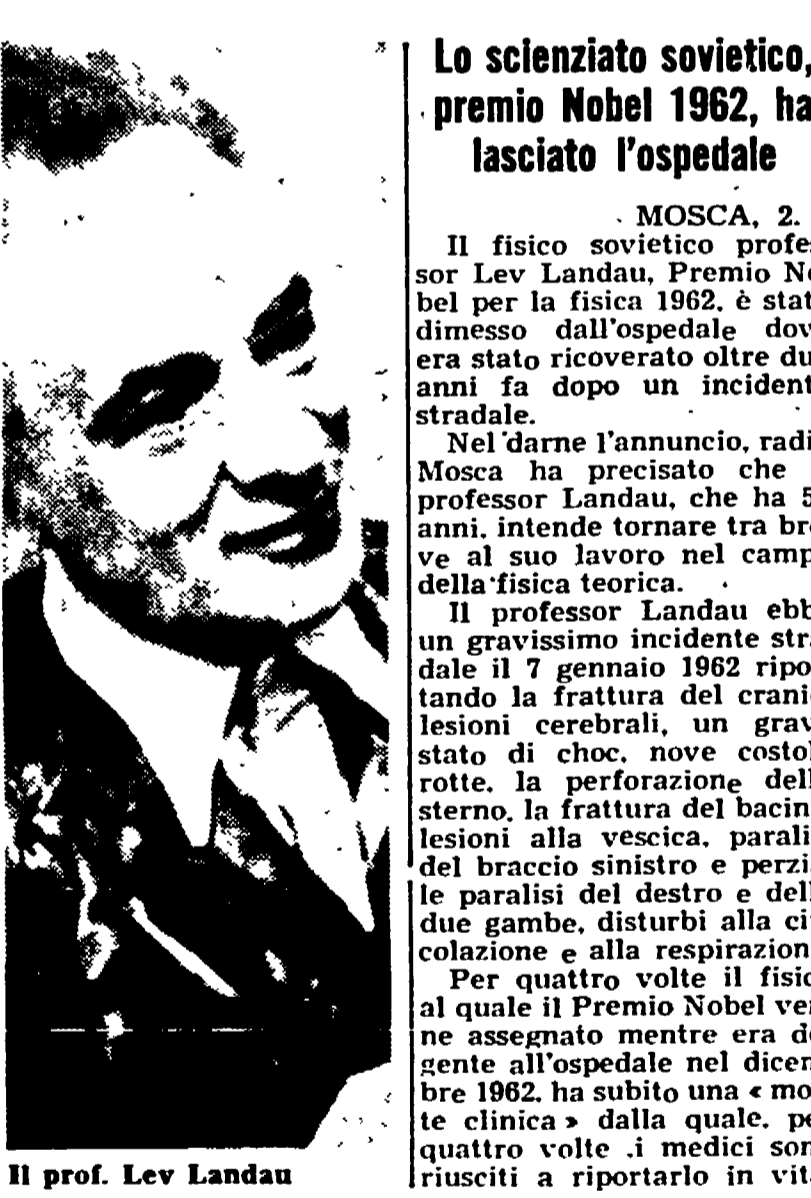 Lo scienziato sovietico,
premio Nobel 1962, ha
lasciato l'ospedale
MOSCA, 2.
Il fisico sovietico profes
sor Lev Landau, Premio No
bel per la fisica 1962, è stat
dimesso dall'ospedale dov
era stato ricoverato oltre du
anni fa dopo un incident
stradale.
Nel darne l'annuncio, radi
Mosca ha precisato che
professor Landau, che ha 5
anni, intende tornare tra bre
ve al suo lavoro nel camp
della fisica teorica.
Il professor Landau ebb
un gravissimo incidente stra
dale il 7 gennaio 1962 ripo
tando la frattura del crani
lesioni cerebrali, un grav
stato di choc, nove costol
rotte, la perforazione dell
sterno, la frattura del bacin
lesioni alla vescica, parali
del braccio sinistro e perzia
le paralisi del destro e dell
due gambe, disturbi alla ci
colazione e alla respirazion
Per quattro volte il fisic
al quale il Premio Nobel ven
ne assegnato mentre era de
gente all'ospedale nel dicem
bre 1962, ha subito una « mo
te clinica » dalla quale, pe
quattro volte .i medici son
riusciti a riportarlo in vit
Il prof. Lev Landau